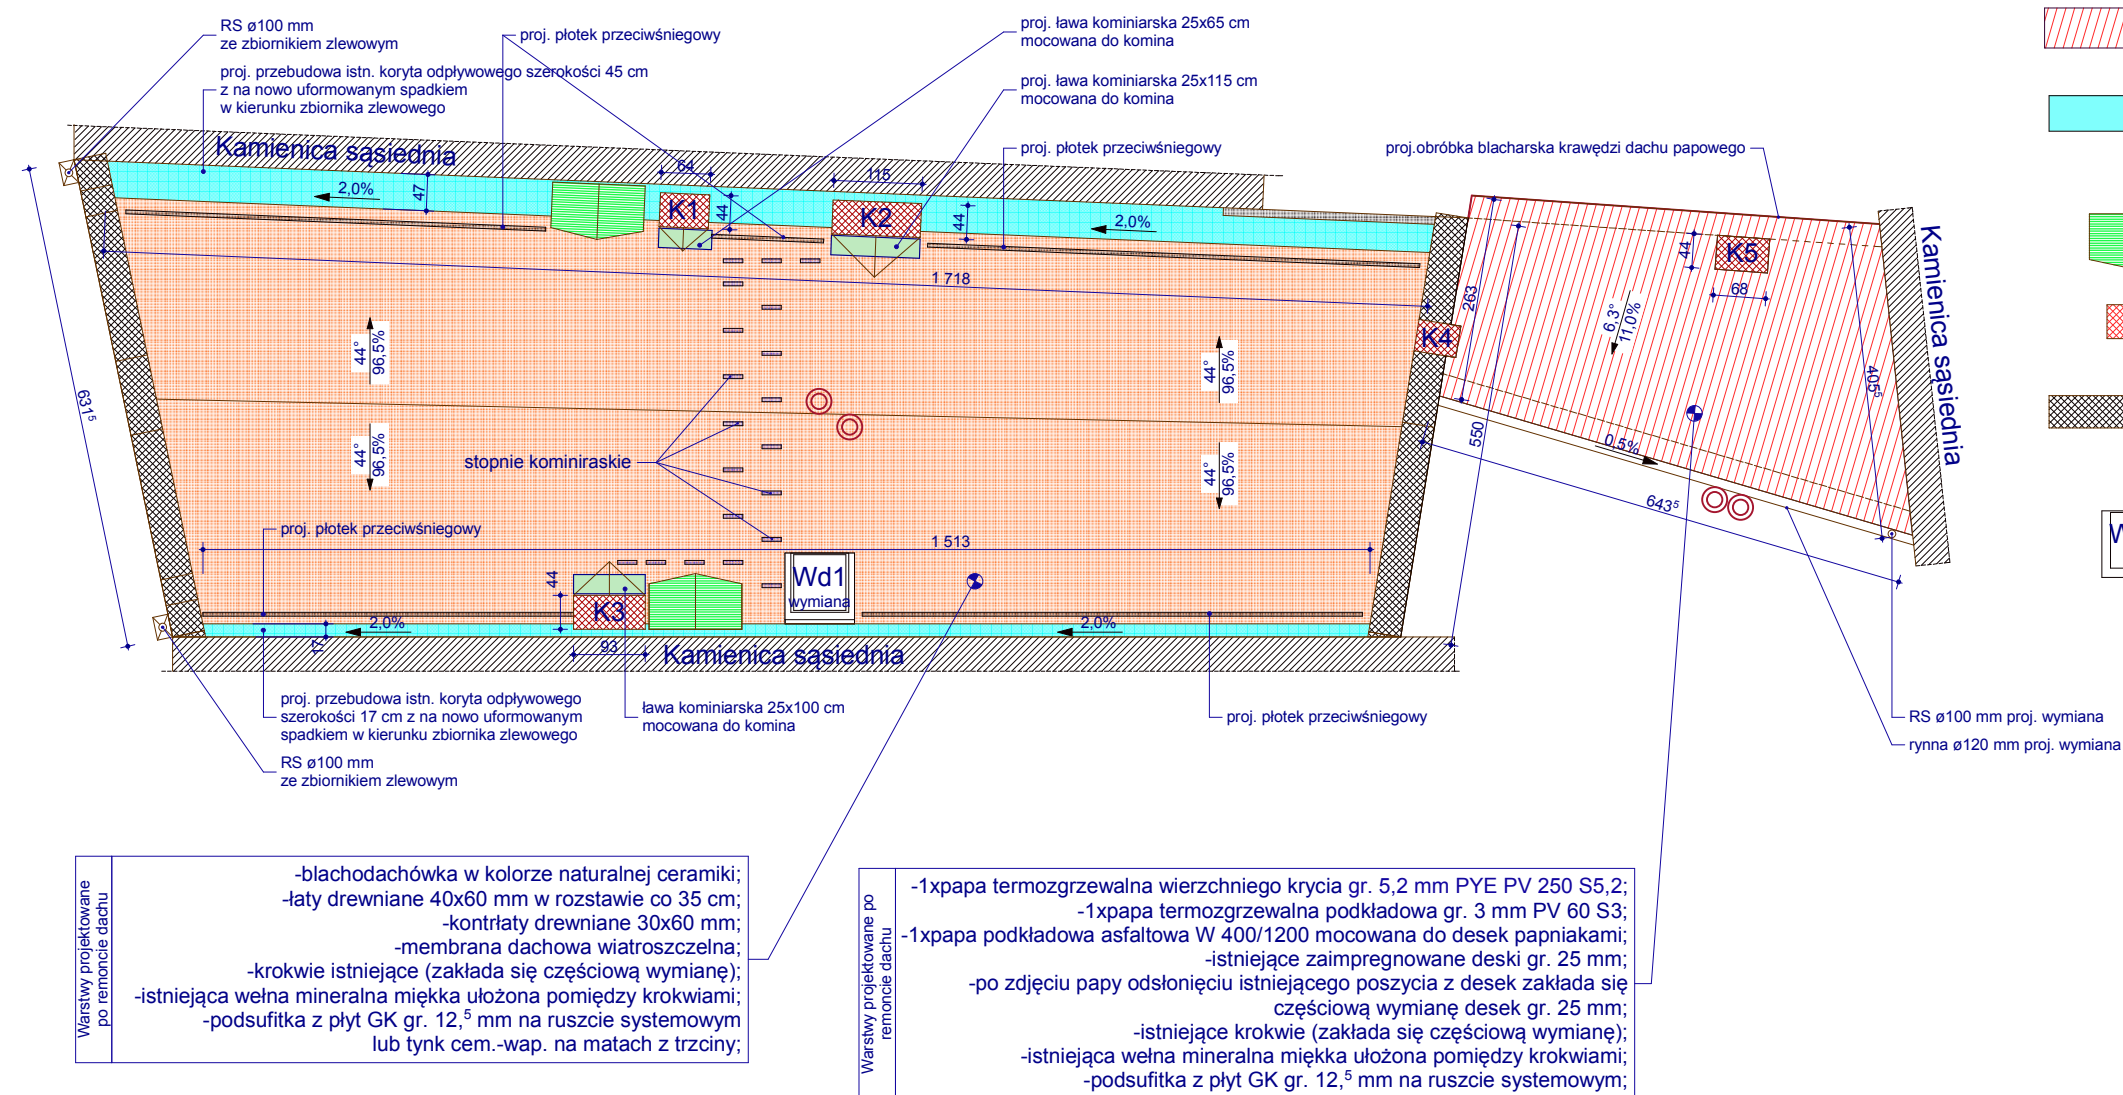 RS ø100 mm
ze zbiornikiem zlewowym
proj. płotek przeciwśniegowy
proj. ława kominiarska 25x65 cm
mocowana do komina
proj. przebudowa istn. koryta odpływowego szerokości 45 cm
z na nowo uformowanym spadkiem
w kierunku zbiornika zlewowego
proj. ława kominiarska 25x115 cm
mocowana do komina
Kamienica sąsiednia
proj. płotek przeciwśniegowy
proj.obróbka blacharska krawędzi dachu papowego
2,0%
47
64
K1
44
115
K2
44
2,0%
44
K5
68
Kamienica sąsiednia
1 718
263
6,3°
11,0%
K4
44°
96,5%
44°
96,5%
631⁵
405⁵
44°
96,5%
44°
96,5%
stopnie kominiraskie
550
0,5%
643⁵
proj. płotek przeciwśniegowy
1 513
44
K3
Wd1
wymiana
2,0%
2,0%
17
93
Kamienica sąsiednia
proj. przebudowa istn. koryta odpływowego
szerokości 17 cm z na nowo uformowanym
spadkiem w kierunku zbiornika zlewowego
ława kominiarska 25x100 cm
mocowana do komina
proj. płotek przeciwśniegowy
RS ø100 mm proj. wymiana
rynna ø120 mm proj. wymiana
RS ø100 mm
ze zbiornikiem zlewowym
Warstwy projektowane
po remoncie dachu
-blachodachówka w kolorze naturalnej ceramiki;
-łaty drewniane 40x60 mm w rozstawie co 35 cm;
-kontrłaty drewniane 30x60 mm;
-membrana dachowa wiatroszczelna;
-krokwie istniejące (zakłada się częściową wymianę);
-istniejąca wełna mineralna miękka ułożona pomiędzy krokwiami;
-podsufitka z płyt GK gr. 12,⁵ mm na ruszcie systemowym
lub tynk cem.-wap. na matach z trzciny;
Warstwy projektowane po
remoncie dachu
-1xpapa termozgrzewalna wierzchniego krycia gr. 5,2 mm PYE PV 250 S5,2;
-1xpapa termozgrzewalna podkładowa gr. 3 mm PV 60 S3;
-1xpapa podkładowa asfaltowa W 400/1200 mocowana do desek papniakami;
-istniejące zaimpregnowane deski gr. 25 mm;
-po zdjęciu papy odsłonięciu istniejącego poszycia z desek zakłada się
częściową wymianę desek gr. 25 mm;
-istniejące krokwie (zakłada się częściową wymianę);
-istniejąca wełna mineralna miękka ułożona pomiędzy krokwiami;
-podsufitka z płyt GK gr. 12,⁵ mm na ruszcie systemowym;